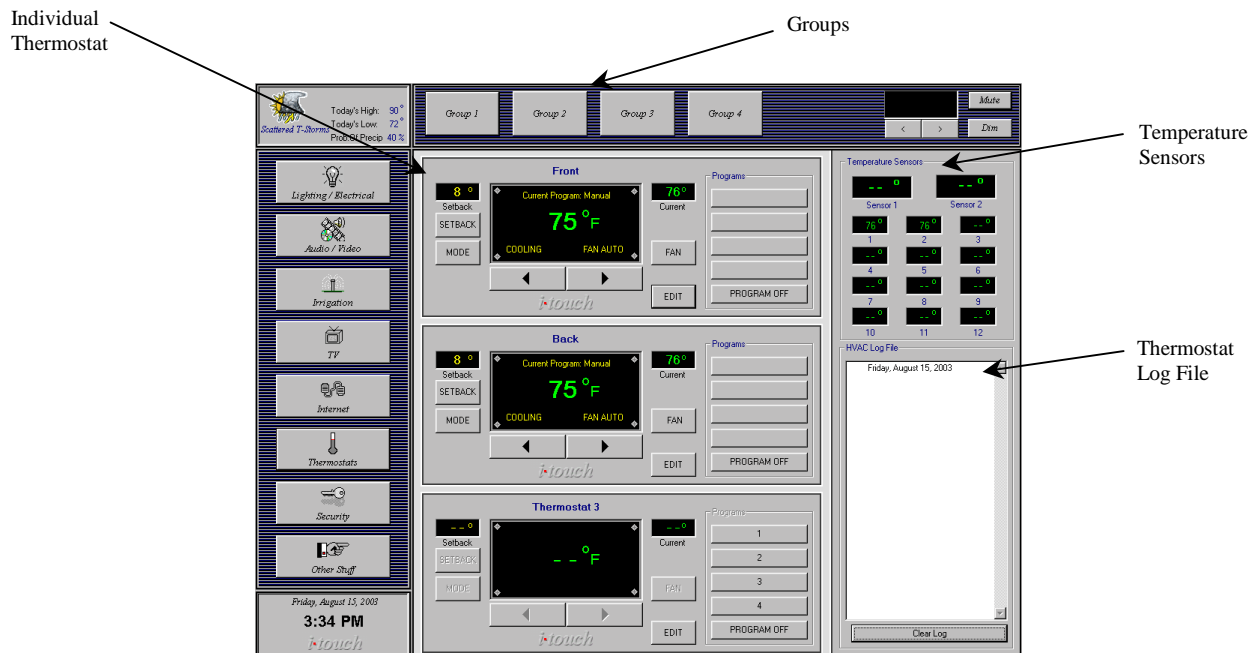 Individual
Thermostat
Groups
Temperature
Sensors
Thermostat
Log File
Scattered T-Storms
Today's High: 90°
Today's Low: 72°
Prob. Of Precip 40 %
Group 1
Group 2
Group 3
Group 4
Mute
<
>
Dim
Lighting / Electrical
Audio / Video
Irrigation
TV
Internet
Thermostats
Security
Other Stuff
Friday, August 15, 2003
3:34 PM
i•touch
Front
8 °
Setback
SETBACK
MODE
Current Program: Manual
75 °F
COOLING FAN AUTO
76°
Current
FAN
EDIT
i•touch
Programs
PROGRAM OFF
Back
8 °
Setback
SETBACK
MODE
Current Program: Manual
75 °F
COOLING FAN AUTO
76°
Current
FAN
EDIT
i•touch
Programs
PROGRAM OFF
Thermostat 3
- - °
Setback
SETBACK
MODE
- - °F
- - °
Current
FAN
EDIT
i•touch
Programs
1
2
3
4
PROGRAM OFF
Temperature Sensors
- - ° - - °
Sensor 1 Sensor 2
76° 76° - - °
1 2 3
- - ° - - ° - - °
4 5 6
- - ° - - ° - - °
7 8 9
- - ° - - ° - - °
10 11 12
HVAC Log File
Friday, August 15, 2003
Clear Log